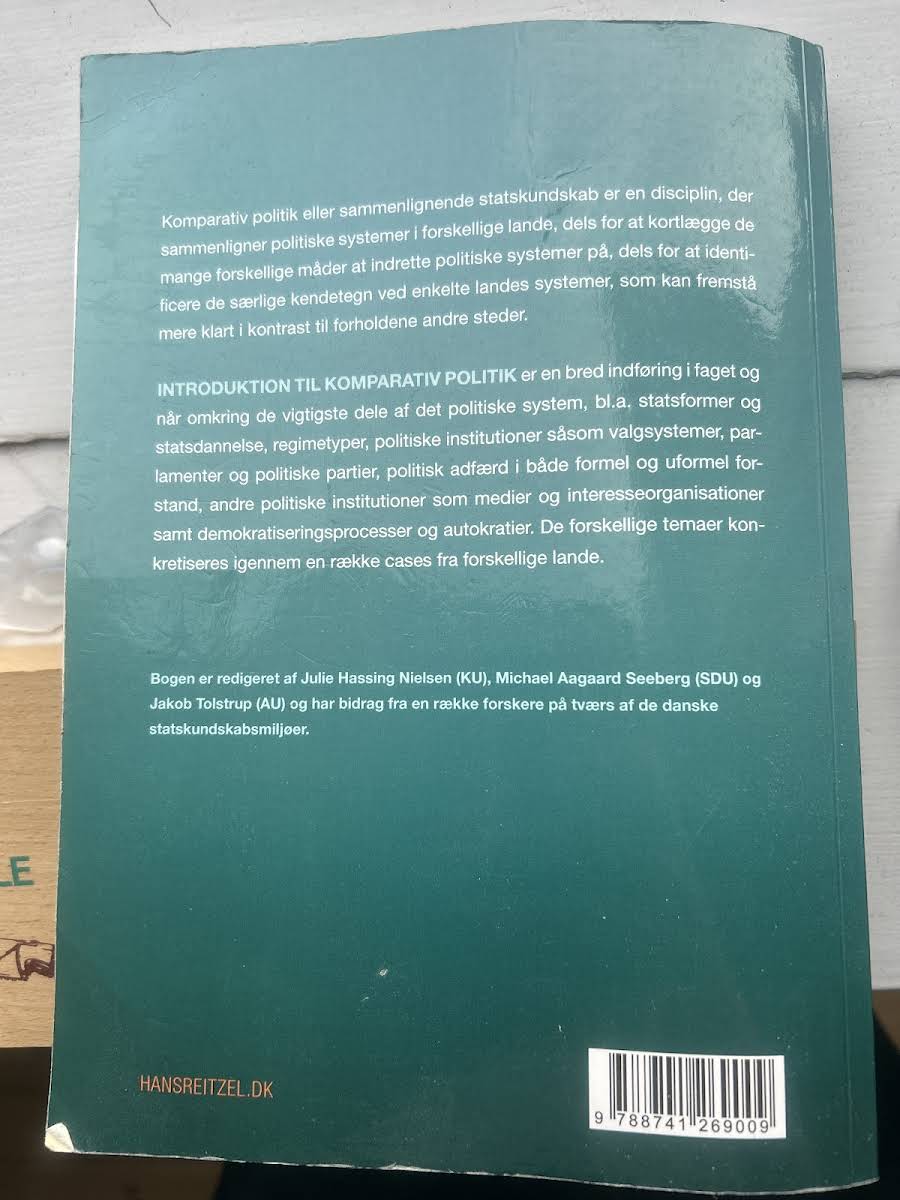 Komparativ politik eller sammenlignende statskundskab er en disciplin, der
sammenligner politiske systemer i forskellige lande, dels for at kortlægge de
mange forskellige måder at indrette politiske systemer på, dels for at identi-
ficere de særlige kendetegn ved enkelte landes systemer, som kan fremstå
mere klart i kontrast til forholdene andre steder.
INTRODUKTION TIL KOMPARATIV POLITIK er en bred indføring i faget og
når omkring de vigtigste dele af det politiske system, bl.a. statsformer og
statsdannelse, regimetyper, politiske institutioner såsom valgsystemer, par-
lamenter og politiske partier, politisk adfærd i både formel og uformel for-
stand, andre politiske institutioner som medier og interesseorganisationer
samt demokratiseringsprocesser og autokratier. De forskellige temaer kon-
kretiseres igennem en række cases fra forskellige lande.
Bogen er redigeret af Julie Hassing Nielsen (KU), Michael Aagaard Seeberg (SDU) og
Jakob Tolstrup (AU) og har bidrag fra en række forskere på tværs af de danske
statskundskabsmiljøer.
LE
HANSREITZEL.DK
9 788741 269009